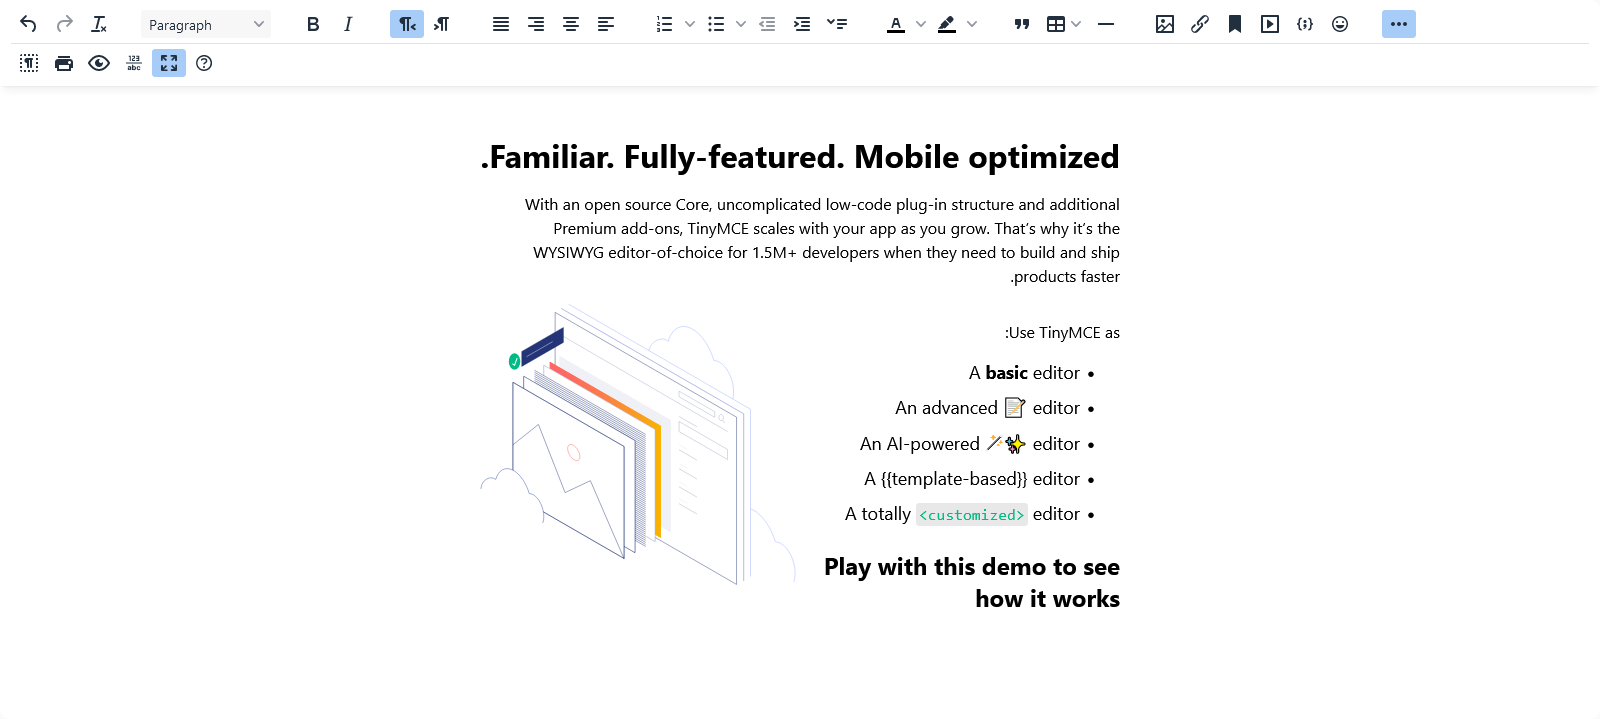 Paragraph
B
I
A
123
abc
Familiar. Fully-featured. Mobile optimized.
With an open source Core, uncomplicated low-code plug-in structure and additional
Premium add-ons, TinyMCE scales with your app as you grow. That’s why it’s the
WYSIWYG editor-of-choice for 1.5M+ developers when they need to build and ship
products faster.
Use TinyMCE as:
• A basic editor
• An advanced 📝 editor
• An AI-powered 🪄✨ editor
• A {{template-based}} editor
• A totally <customized> editor
Play with this demo to see
how it works